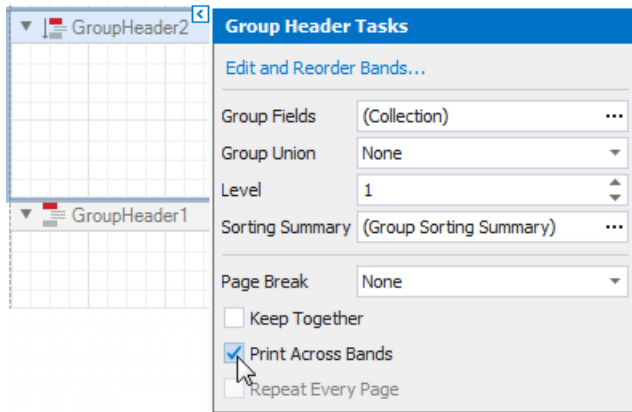 GroupHeader2
GroupHeader1
Group Header Tasks
Edit and Reorder Bands...
Group Fields (Collection) ...
Group Union None
Level 1
Sorting Summary (Group Sorting Summary) ...
Page Break None
Keep Together
Print Across Bands
Repeat Every Page